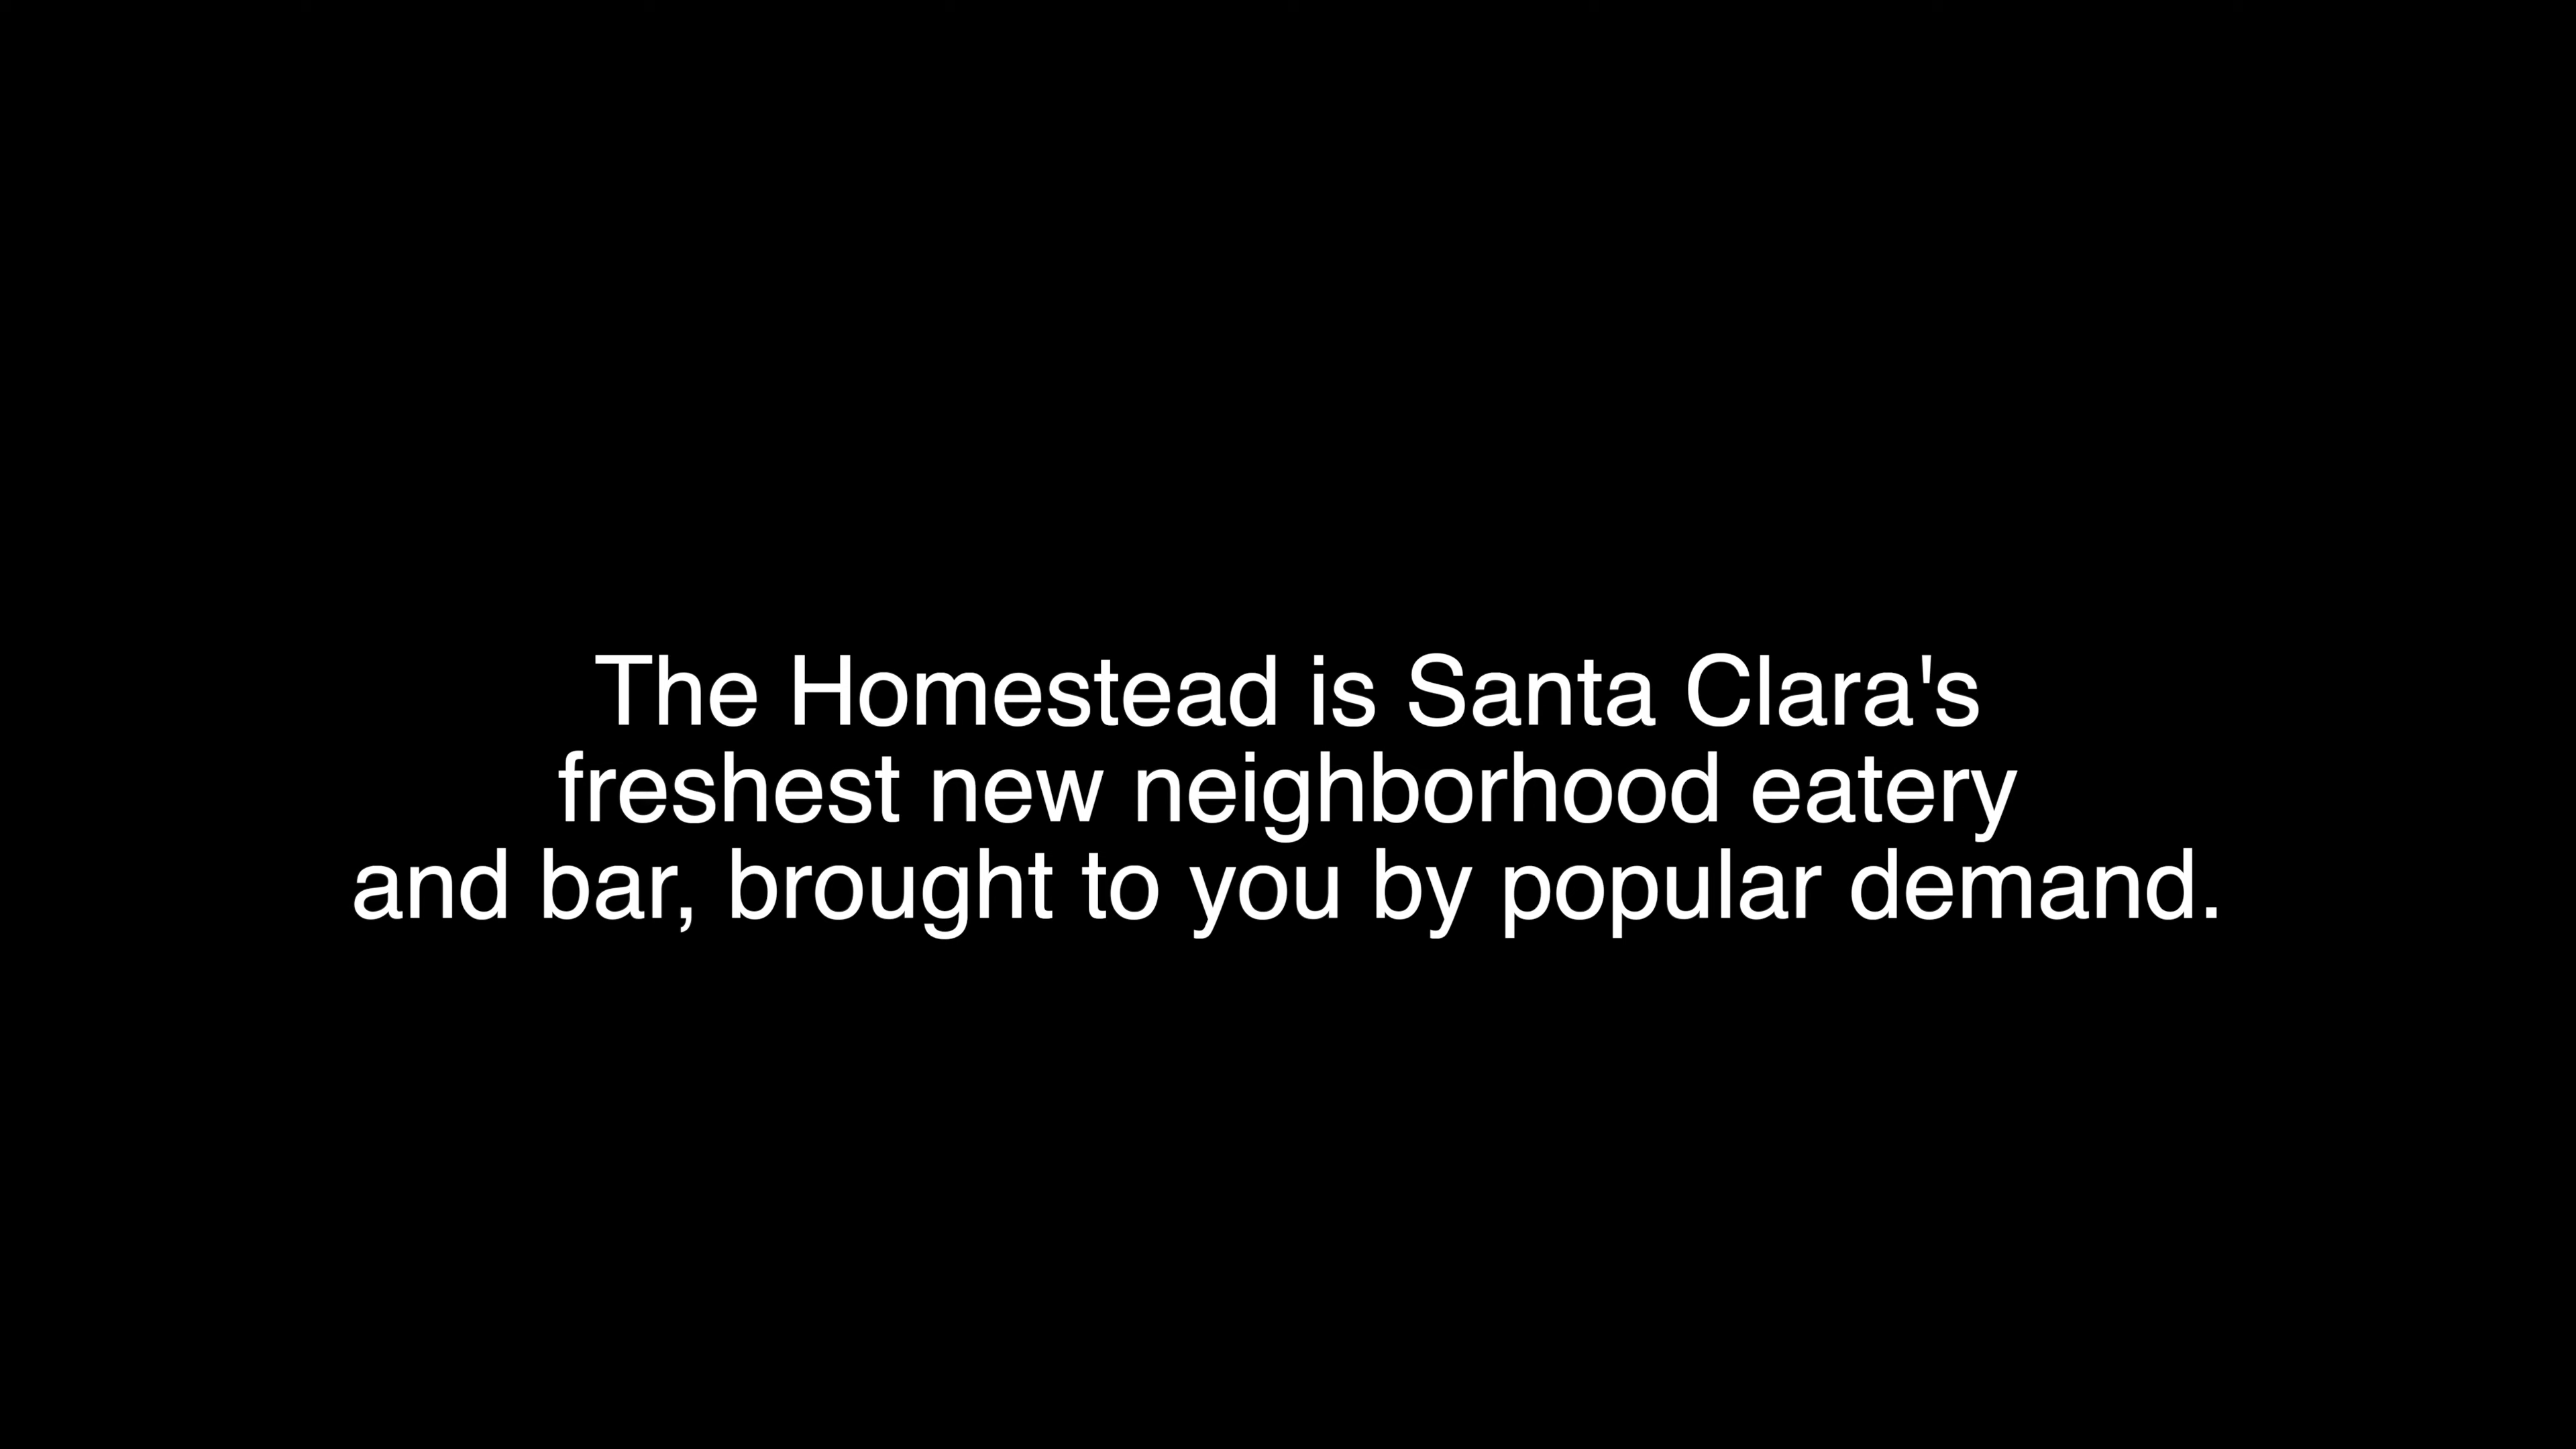 The Homestead is Santa Clara's
freshest new neighborhood eatery
and bar, brought to you by popular demand.